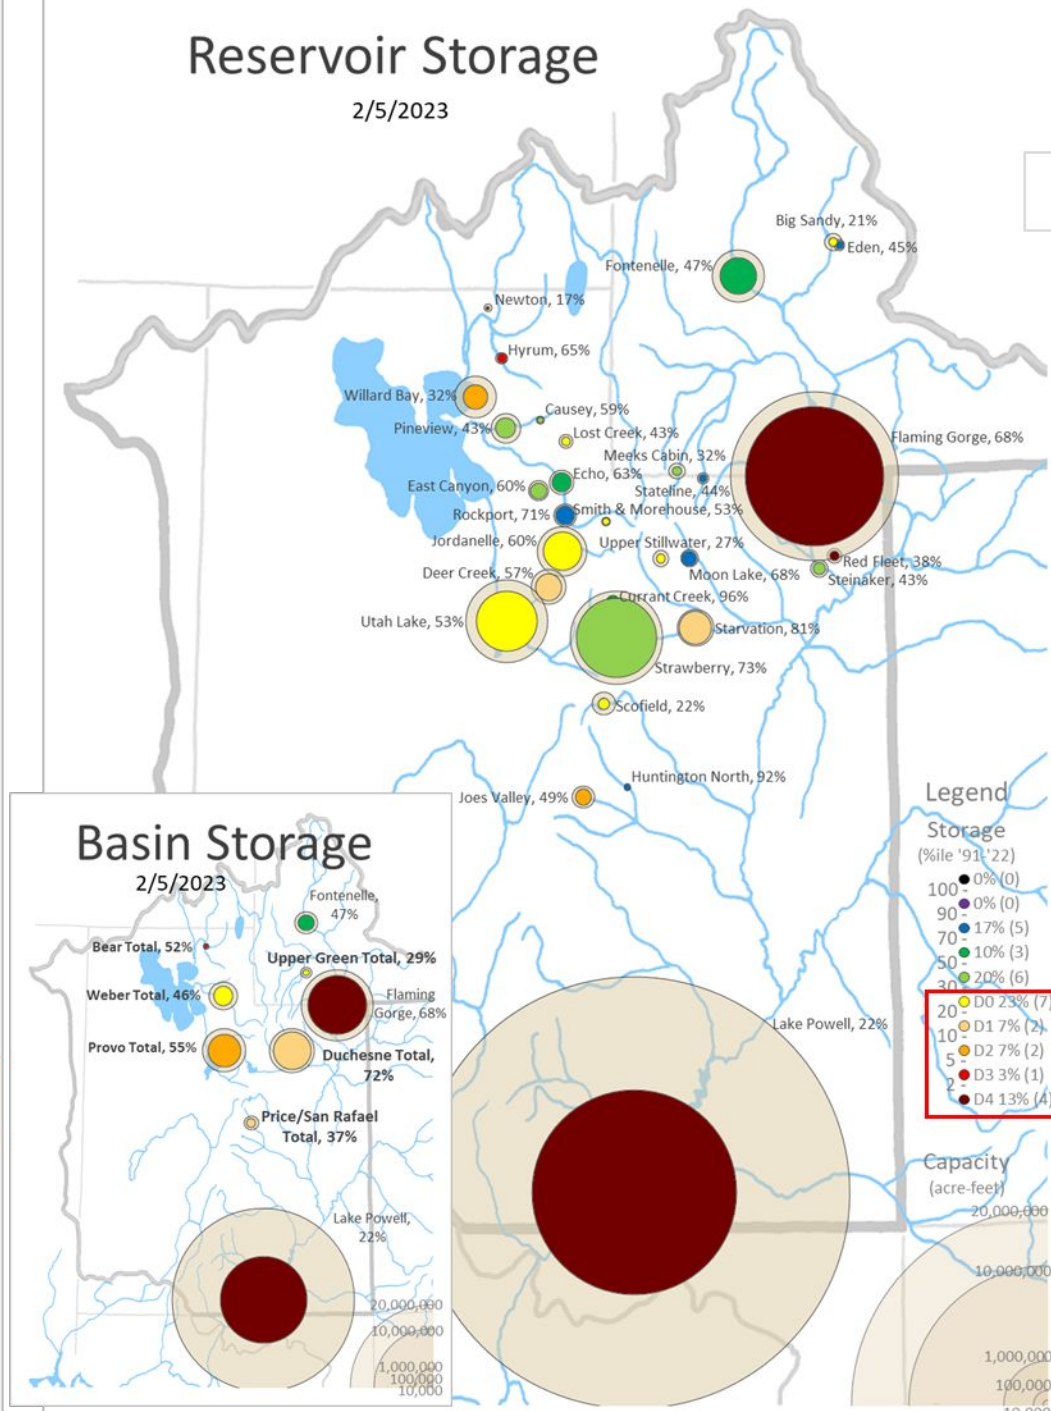 Reservoir Storage
2/5/2023
Big Sandy, 21%
Eden, 45%
Fontenelle, 47%
Newton, 17%
Hyrum, 65%
Willard Bay, 32%
Causey, 59%
Pineview, 43%
Lost Creek, 43%
Flaming Gorge, 68%
Meeks Cabin, 32%
Echo, 63%
East Canyon, 60%
Stateline, 44%
Rockport, 71%
Smith & Morehouse, 53%
Jordanelle, 60%
Upper Stillwater, 27%
Red Fleet, 38%
Deer Creek, 57%
Moon Lake, 68%
Steinaker, 43%
Currant Creek, 96%
Utah Lake, 53%
Starvation, 81%
Strawberry, 73%
Scofield, 22%
Huntington North, 92%
Joes Valley, 49%
Lake Powell, 22%
Legend
Storage
(%ile '91-'22)
0% (0)
100 -
0% (0)
90 -
17% (5)
70 -
10% (3)
50 -
20% (6)
30 -
D0 23% (7)
20 -
D1 7% (2)
10 -
D2 7% (2)
5 -
D3 3% (1)
2 -
D4 13% (4)
Capacity
(acre-feet)
20,000,000
10,000,000
1,000,000
100,000
Basin Storage
2/5/2023
Fontenelle,
47%
Bear Total, 52%
Upper Green Total, 29%
Weber Total, 46%
Flaming
Gorge, 68%
Provo Total, 55%
Duchesne Total,
72%
Price/San Rafael
Total, 37%
Lake Powell,
22%
20,000,000
10,000,000
1,000,000
100,000
10,000